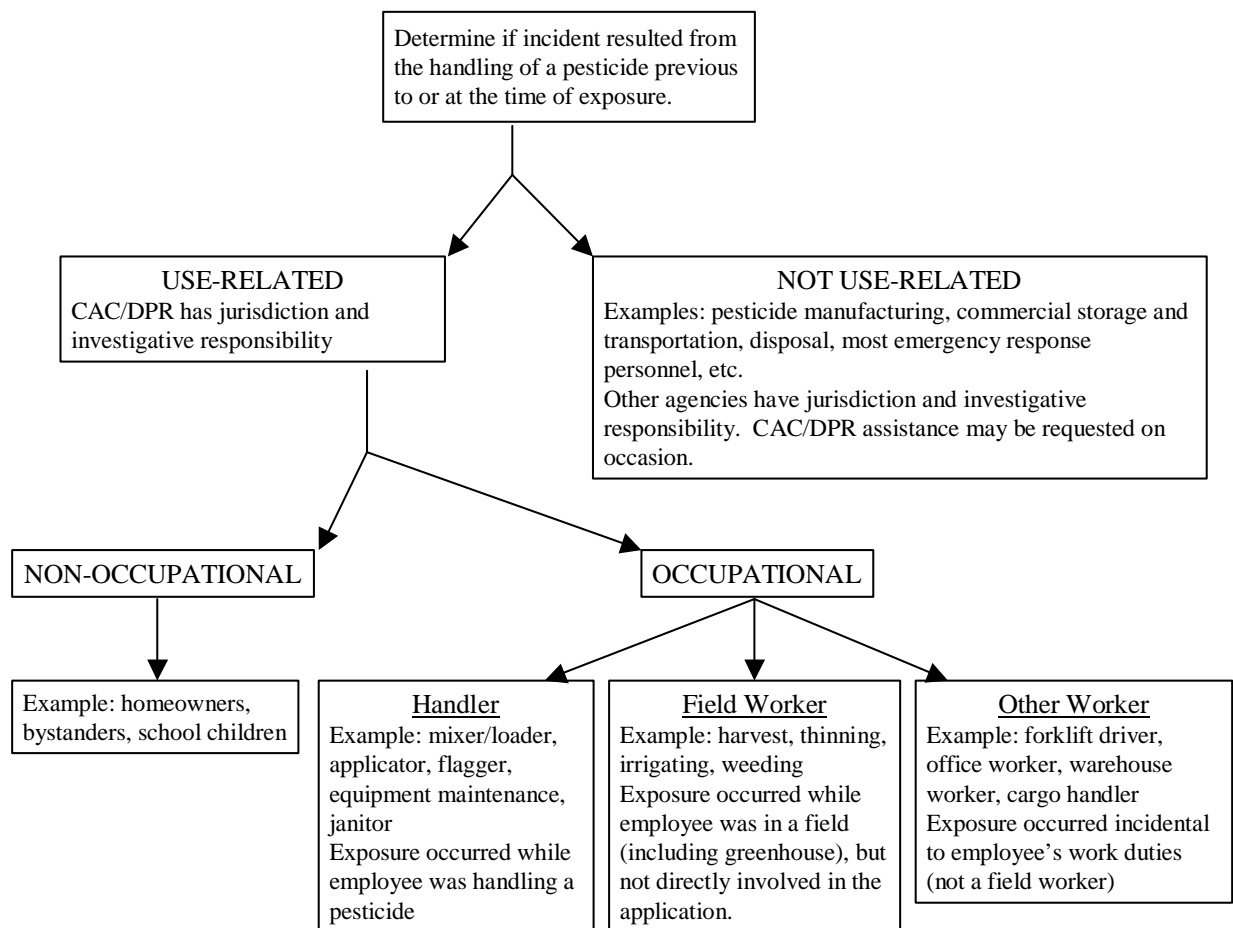 Determine if incident resulted from
the handling of a pesticide previous
to or at the time of exposure.
USE-RELATED
CAC/DPR has jurisdiction and
investigative responsibility
NOT USE-RELATED
Examples: pesticide manufacturing, commercial storage and
transportation, disposal, most emergency response
personnel, etc.
Other agencies have jurisdiction and investigative
responsibility.  CAC/DPR assistance may be requested on
occasion.
NON-OCCUPATIONAL
OCCUPATIONAL
Example: homeowners,
bystanders, school children
Handler
Example: mixer/loader,
applicator, flagger,
equipment maintenance,
janitor
Exposure occurred while
employee was handling a
pesticide
Field Worker
Example: harvest, thinning,
irrigating, weeding
Exposure occurred while
employee was in a field
(including greenhouse), but
not directly involved in the
application.
Other Worker
Example: forklift driver,
office worker, warehouse
worker, cargo handler
Exposure occurred incidental
to employee’s work duties
(not a field worker)